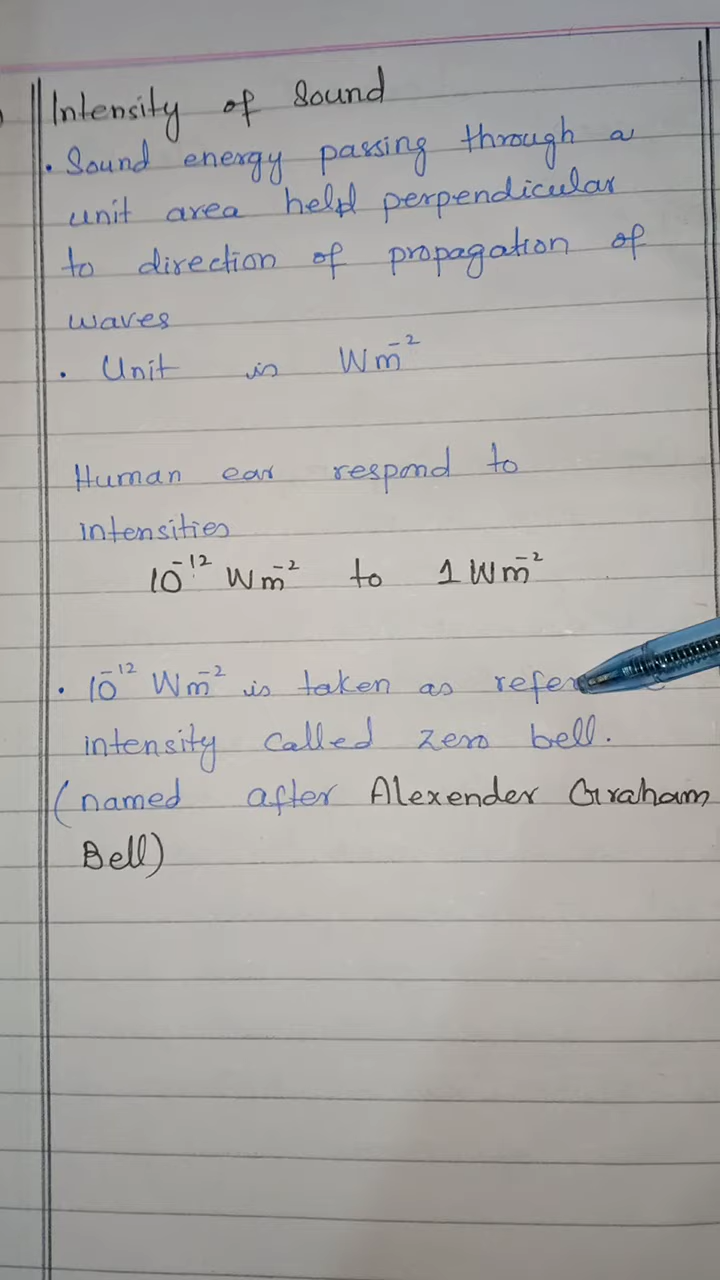 Intensity of Sound
. Sound energy passing through a
unit area held perpendicular
to direction of propagation of
waves
. Unit is Wm⁻²
Human ear respond to
intensities
10⁻¹² Wm⁻² to 1 Wm⁻²
. 10⁻¹² Wm⁻² is taken as
intensity called zero bell.
(named after Alexender Graham
Bell)